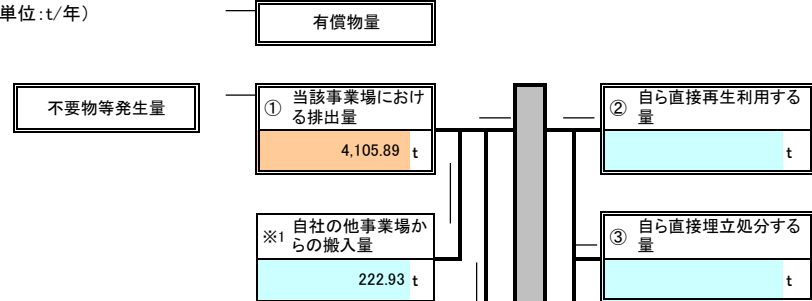 単位：t/年）
有償物量
不要物等発生量
① 当該事業場におけ
る排出量
4,105.89 t
② 自ら直接再生利用する
量
t
※1 自社の他事業場か
らの搬入量
222.93 t
③ 自ら直接埋立処分する
量
t